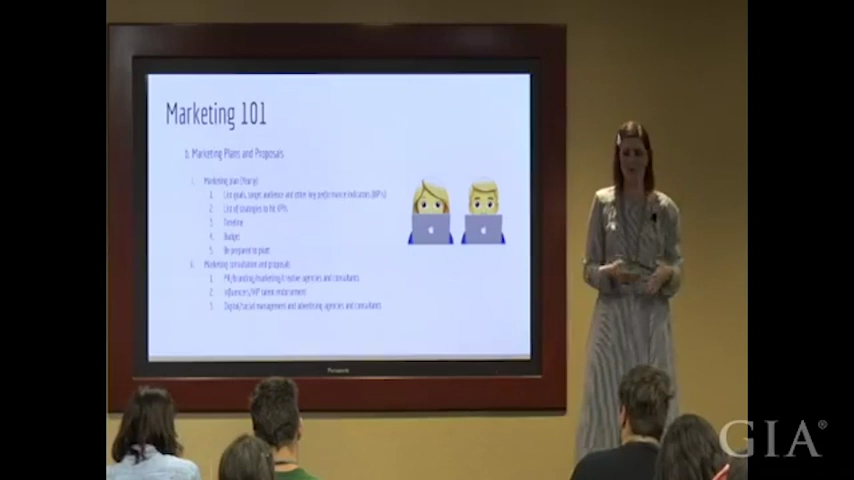 Marketing 101
b. Marketing Plans and Proposals
i. Marketing plan (Yearly)
1. List goals, target audience and other key performance indicators (KPI's)
2. List of strategies to hit KPIs
3. Timeline
4. Budget
5. Be prepared to pivot!
ii. Marketing consultation and proposals
1. PR/branding/marketing/creative agencies and consultants
2. Influencers/VIP talent endorsement
3. Digital/social management and advertising agencies and consultants
Panasonic
GIA®